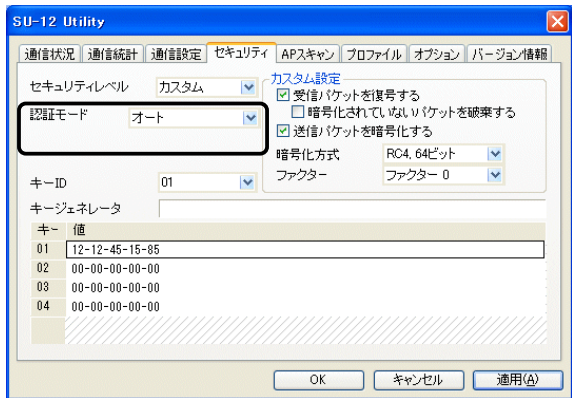 SU-12 Utility
通信状況 通信統計 通信設定 セキュリティ APスキャン プロファイル オプション バージョン情報
セキュリティレベル カスタム
認証モード オート
カスタム設定
受信パケットを復号する
暗号化されていないパケットを破棄する
送信パケットを暗号化する
暗号化方式 RC4, 64ビット
ファクター ファクター 0
キーID 01
キージェネレータ
キー 値
01 12-12-45-15-85
02 00-00-00-00-00
03 00-00-00-00-00
04 00-00-00-00-00
OK キャンセル 適用(A)